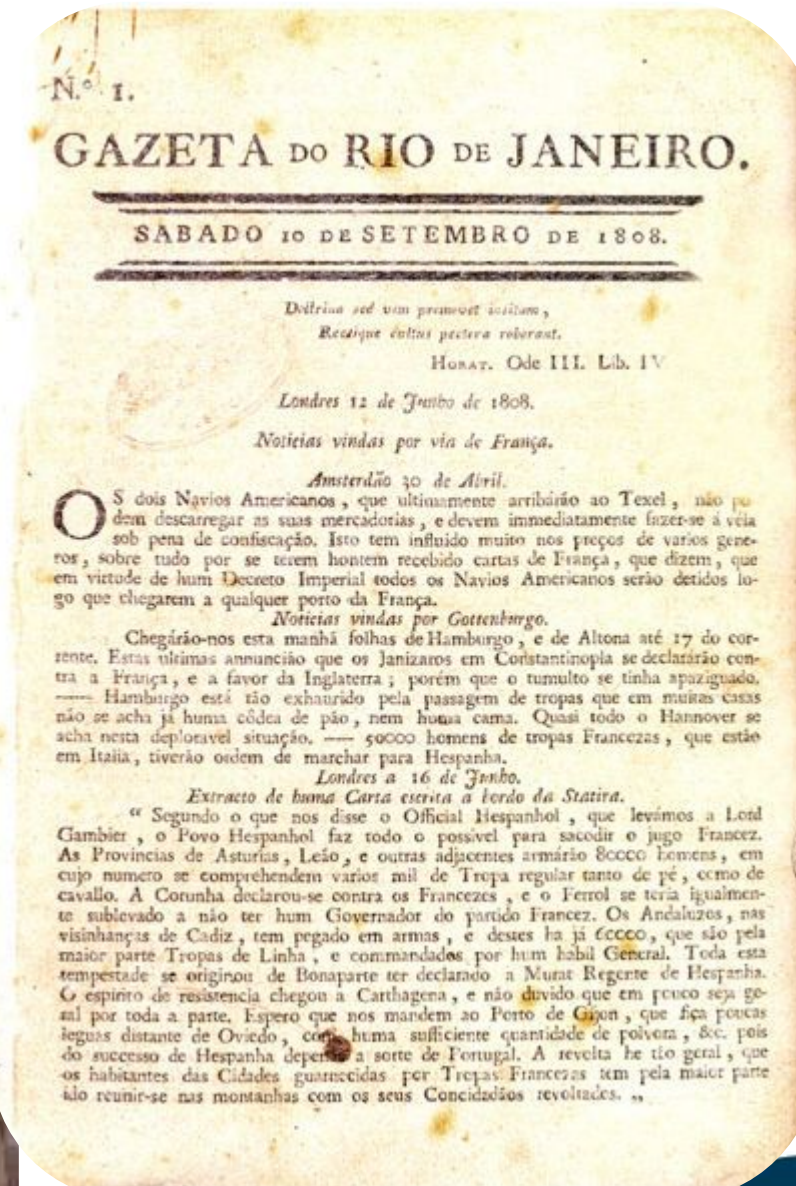 N.º 1.
GAZETA DO RIO DE JANEIRO.
SABADO 10 DE SETEMBRO DE 1808.
Doctrina sed vim promovet insitam,
Rectique cultus pectora roborant.
HORAT. Ode III. Lib. IV
Londres 12 de Junho de 1808.
Noticias vindas por via de França.
Amsterdão 30 de Abril.
OS dois Navios Americanos, que ultimamente arribárão ao Texel, não po
dem descarregar as suas mercadorias, e devem immediatamente fazer-se á véla
sob pena de confiscação. Isto tem influido muito nos preços de varios gene-
ros, sobre tudo por se terem hontem recebido cartas de França, que dizem, que
em virtude de hum Decreto Imperial todos os Navios Americanos serão detidos lo-
go que chegarem a qualquer porto da França.
Noticias vindas por Gottenburgo.
Chegárão-nos esta manhã folhas de Hamburgo, e de Altona até 17 do cor-
rente. Estas ultimas annuncião que os Janizaros em Constantinopla se declarárão con-
tra a França, e a favor da Inglaterra; porém que o tumulto se tinha apaziguado.
—— Hamburgo está tão exhaurido pela passagem de tropas que em muitas casas
não se acha já huma côdea de pão, nem huma cama. Quasi todo o Hannover se
acha nesta deploravel situação. —— 50000 homens de tropas Francezas, que estão
em Italia, tiverão ordem de marchar para Hespanha.
Londres a 16 de Junho.
Extracto de huma Carta escrita a bordo da Statira.
“ Segundo o que nos disse o Official Hespanhol, que levámos a Lord
Gambier, o Povo Hespanhol faz todo o possivel para sacodir o jugo Francez.
As Provincias de Asturias, Leão, e outras adjacentes armárão 80000 homens, em
cujo numero se comprehendem varios mil de Tropa regular tanto de pé, como de
cavallo. A Corunha declarou-se contra os Francezes, e o Ferrol se teria igualmen-
te sublevado a não ter hum Governador do partido Francez. Os Andaluzos, nas
visinhanças de Cadiz, tem pegado em armas, e destes ha já 60000, que são pela
maior parte Tropas de Linha, e commandados por hum habil General. Toda esta
tempestade se originou de Bonaparte ter declarado a Murat Regente de Hespanha.
O espirito de resistencia chegou a Carthagena, e não duvido que em pouco seja ge-
ral por toda a parte. Espero que nos mandem ao Porto de Gijon, que fica poucas
leguas distante de Oviedo, com huma sufficiente quantidade de polvora, &c. pois
do successo de Hespanha depende a sorte de Portugal. A revolta he tão geral, que
os habitantes das Cidades guarnecidas por Tropas Francezas tem pela maior parte
ido reunir-se nas montanhas com os seus Concidadãos revoltados. „